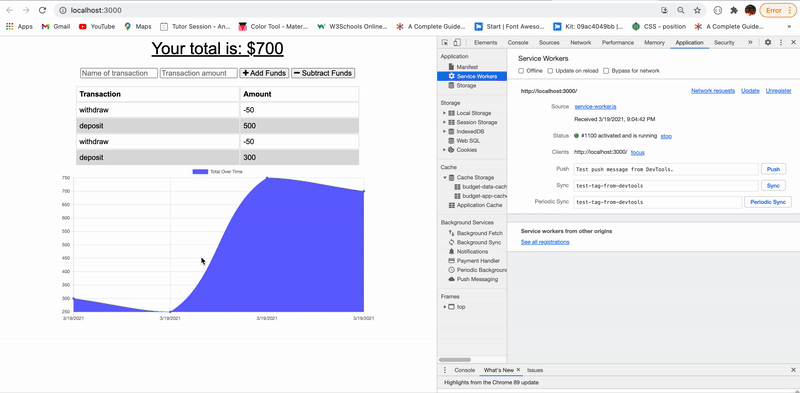 localhost:3000
Error
Apps Gmail YouTube Maps Tutor Session - An... Color Tool - Mater... W3Schools Online... A Complete Guide... Start | Font Aweso... Kit: 09ac4049bb |... CSS - position A Complete Guide... »
Your total is: $700
Name of transaction Transaction amount Add Funds Subtract Funds
Transaction Amount
withdraw -50
deposit 500
withdraw -50
deposit 300
Total Over Time
750
700
650
600
550
500
450
400
350
300
250
3/19/2021 3/19/2021 3/19/2021 3/19/2021
Elements Console Sources Network Performance Memory Application Security »
Application
Manifest
Service Workers
Storage
Storage
Local Storage
Session Storage
IndexedDB
Web SQL
Cookies
Cache
Cache Storage
budget-data-cach
budget-app-cac
Application Cache
Background Services
Background Fetch
Background Sync
Notifications
Payment Handler
Periodic Backgroun
Push Messaging
Frames
top
Service Workers
Offline Update on reload Bypass for network
http://localhost:3000/ Network requests Update Unregister
Source service-worker.js
Received 3/19/2021, 9:04:42 PM
Status #1100 activated and is running stop
Clients http://localhost:3000/ focus
Push Test push message from DevTools. Push
Sync test-tag-from-devtools Sync
Periodic Sync test-tag-from-devtools Periodic Sync
Service workers from other origins
See all registrations
Console What's New × Issues
Highlights from the Chrome 89 update